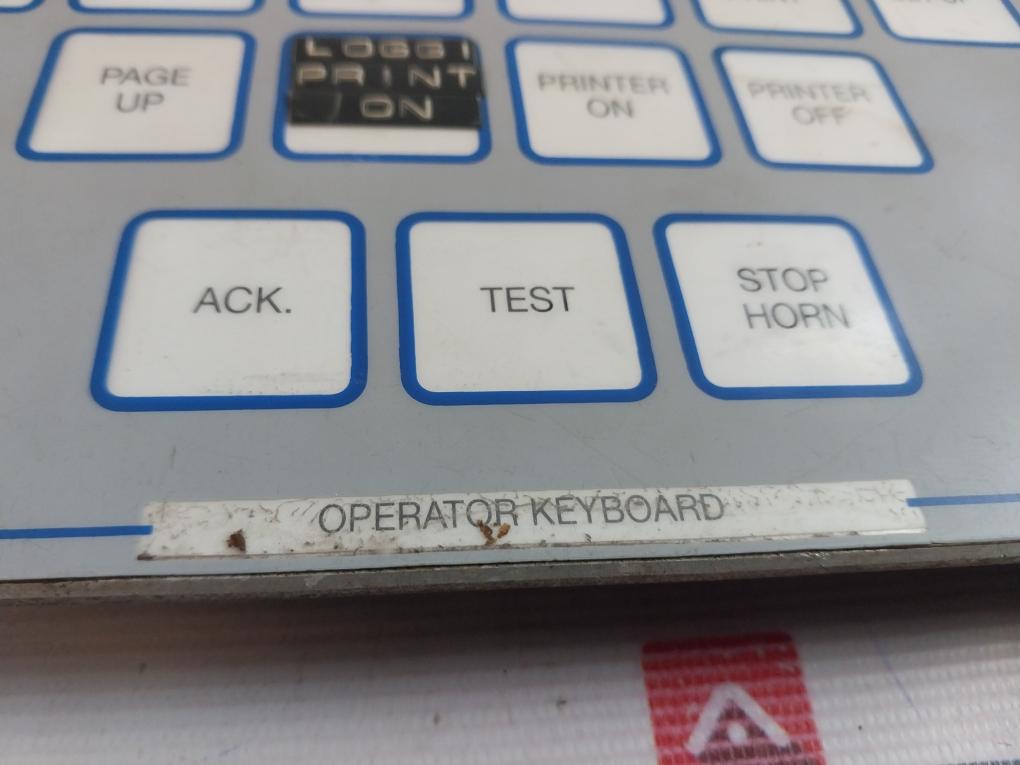 PAGE
UP
LOGGI
PRINT
ON
PRINTER
ON
PRINTER
OFF
ACK.
TEST
STOP
HORN
OPERATOR KEYBOARD